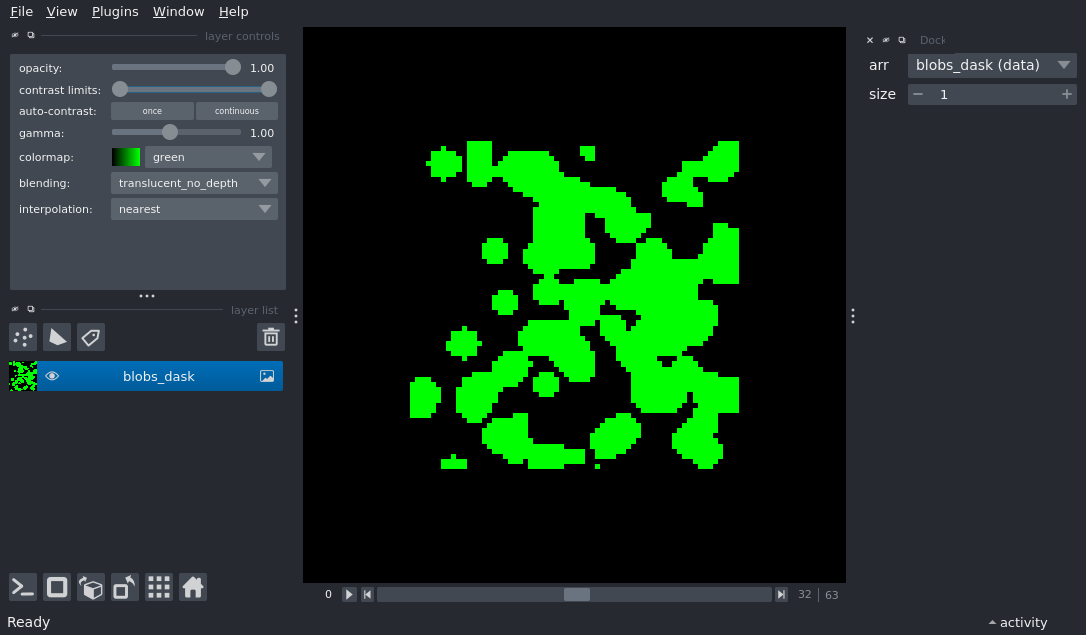 File View Plugins Window Help
layer controls
opacity: 1.00
contrast limits:
auto-contrast: once continuous
gamma: 1.00
colormap: green
blending: translucent_no_depth
interpolation: nearest
layer list
blobs_dask
0 32 63
Ready
Dock
arr blobs_dask (data)
size 1
activity